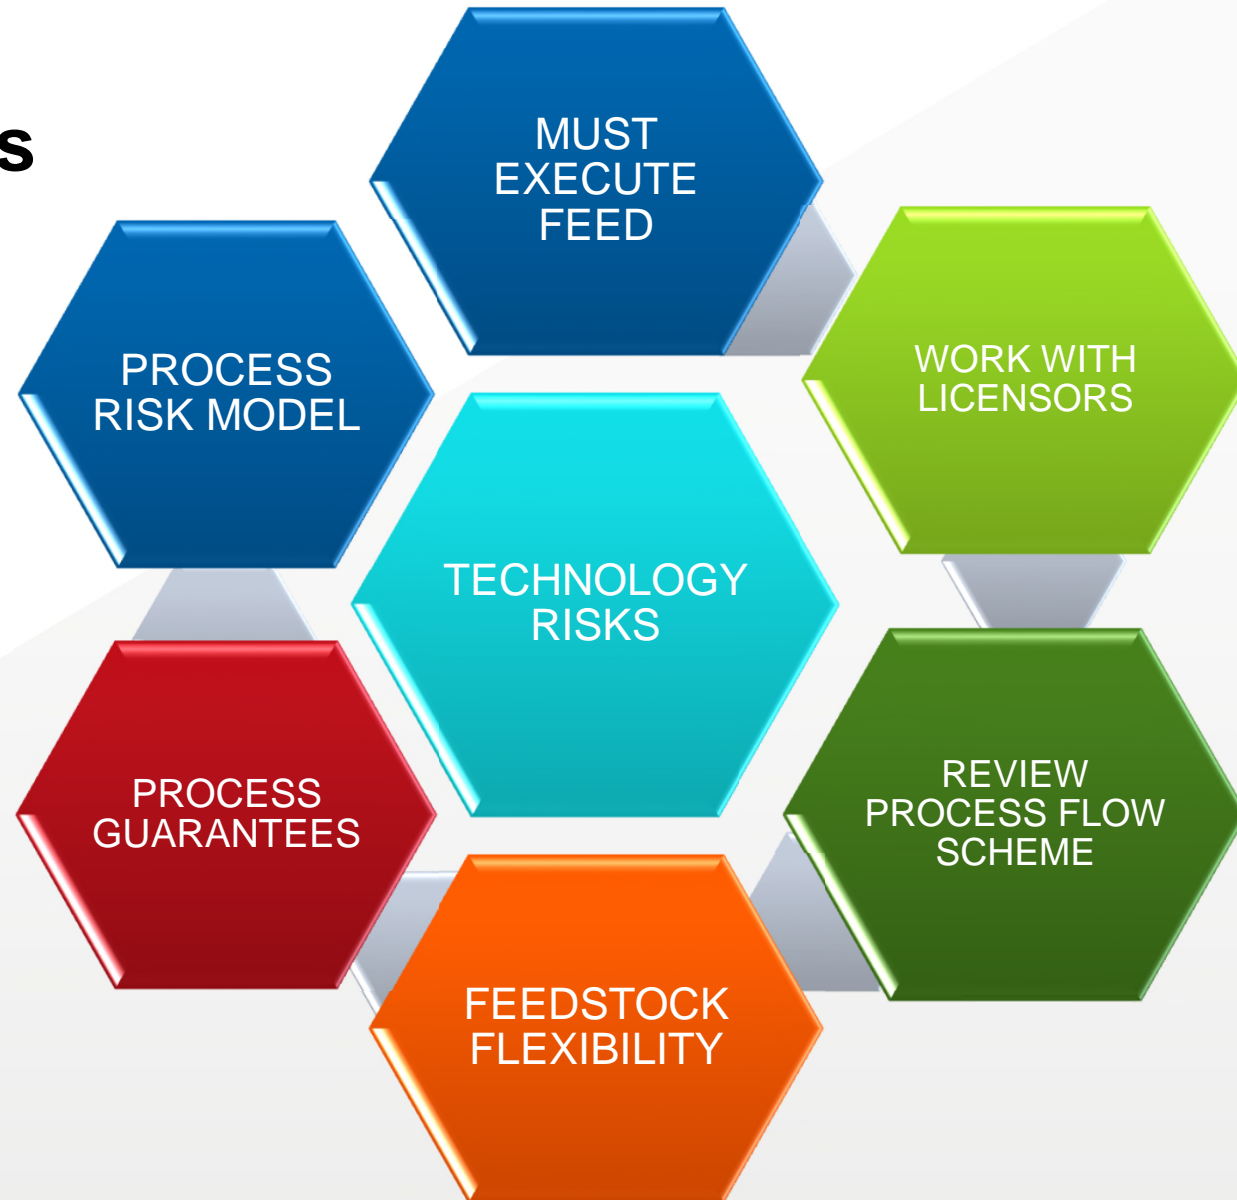 s
MUST
EXECUTE
FEED
WORK WITH
LICENSORS
PROCESS
RISK MODEL
TECHNOLOGY
RISKS
REVIEW
PROCESS FLOW
SCHEME
PROCESS
GUARANTEES
FEEDSTOCK
FLEXIBILITY